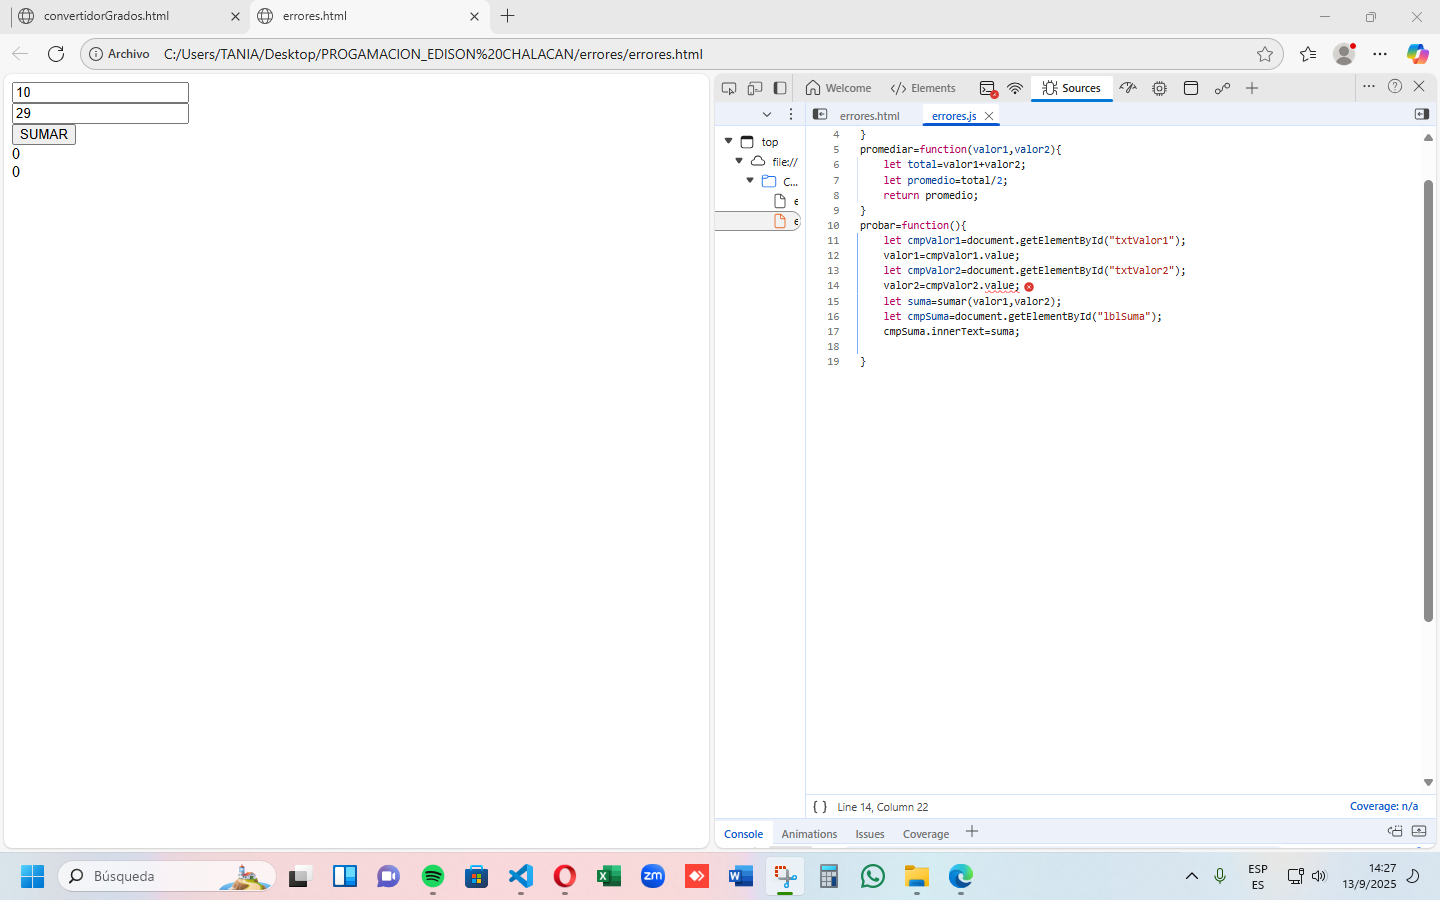 convertidorGrados.html
errores.html
Archivo
C:/Users/TANIA/Desktop/PROGAMACION_EDISON%20CHALACAN/errores/errores.html
10
29
SUMAR
0
0
Welcome
Elements
Sources
errores.html
errores.js
top
file://
C...
e
e
4 }
5 promediar=function(valor1,valor2){
6 let total=valor1+valor2;
7 let promedio=total/2;
8 return promedio;
9 }
10 probar=function(){
11 let cmpValor1=document.getElementById("txtValor1");
12 valor1=cmpValor1.value;
13 let cmpValor2=document.getElementById("txtValor2");
14 valor2=cmpValor2.value;
15 let suma=sumar(valor1,valor2);
16 let cmpSuma=document.getElementById("lblSuma");
17 cmpSuma.innerText=suma;
18
19 }
{ } Line 14, Column 22
Coverage: n/a
Console
Animations
Issues
Coverage
Búsqueda
zm
ESP
ES
14:27
13/9/2025